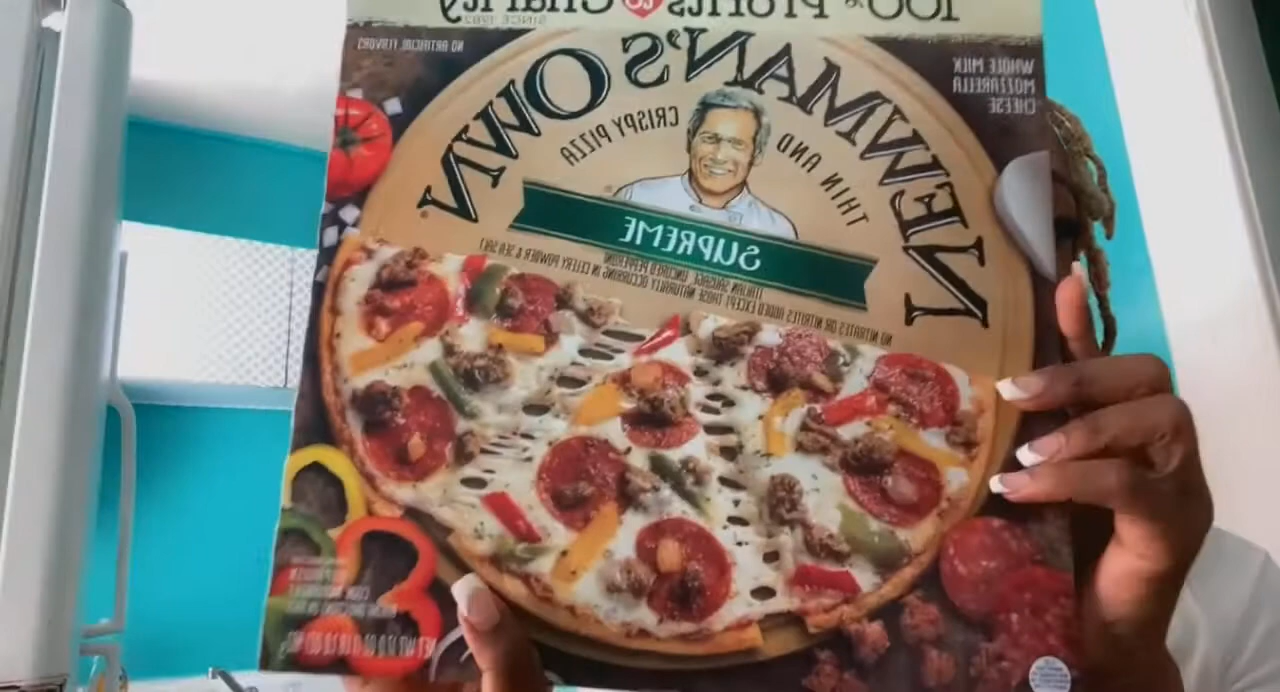 100% Profits to Charity
SINCE 1982
NO ARTIFICIAL FLAVORS
WHOLE MILK
MOZZARELLA
CHEESE
NEWMAN'S OWN
THIN AND CRISPY PIZZA
SUPREME
ITALIAN SAUSAGE, UNCURED PEPPERONI
NO NITRATES OR NITRITES ADDED EXCEPT THOSE NATURALLY OCCURRING IN CELERY POWDER & SEA SALT